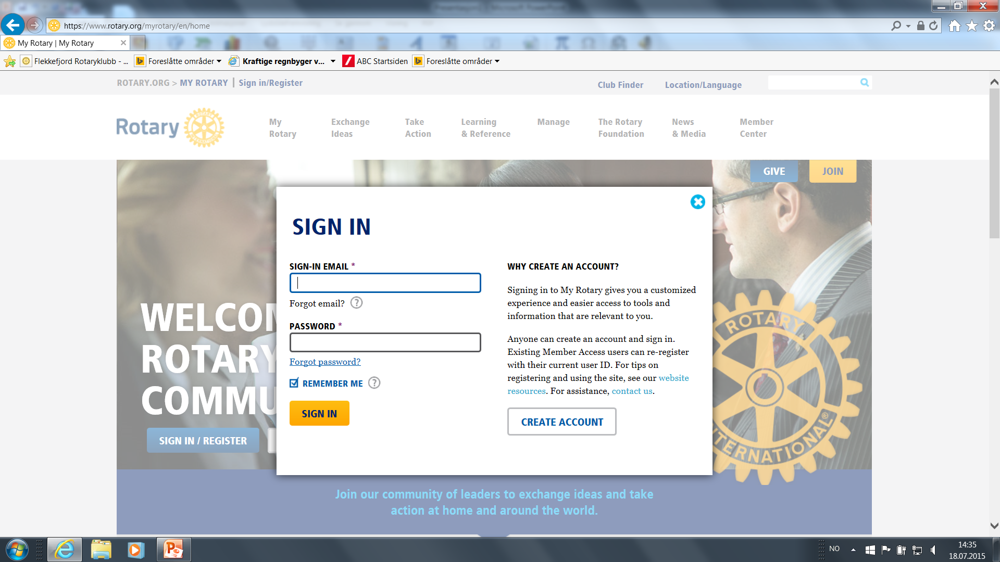 https://www.rotary.org/myrotary/en/home
My Rotary | My Rotary
Flekkefjord Rotaryklubb - ...
Foreslåtte områder
Kraftige regnbyger v...
ABC Startsiden
Foreslåtte områder
ROTARY.ORG > MY ROTARY | Sign in/Register
Club Finder
Location/Language
Rotary
ROTARY
INTERNATIONAL
My
Rotary
Exchange
Ideas
Take
Action
Learning
& Reference
Manage
The Rotary
Foundation
News
& Media
Member
Center
GIVE
JOIN
SIGN IN
SIGN-IN EMAIL *
Forgot email? ?
PASSWORD *
Forgot password?
REMEMBER ME ?
SIGN IN
WHY CREATE AN ACCOUNT?
Signing in to My Rotary gives you a customized
experience and easier access to tools and
information that are relevant to you.
Anyone can create an account and sign in.
Existing Member Access users can re-register
with their current user ID. For tips on
registering and using the site, see our website
resources. For assistance, contact us.
CREATE ACCOUNT
WELCOM
ROTARY
COMMU
SIGN IN / REGISTER
ROTARY
INTERNATIONAL®
Join our community of leaders to exchange ideas and take
action at home and around the world.
NO
14:35
18.07.2015